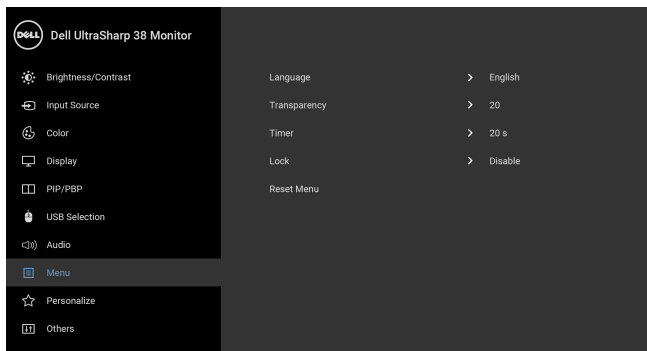 DELL Dell UltraSharp 38 Monitor
Brightness/Contrast
Input Source
Color
Display
PIP/PBP
USB Selection
Audio
Menu
Personalize
Others
Language > English
Transparency > 20
Timer > 20 s
Lock > Disable
Reset Menu